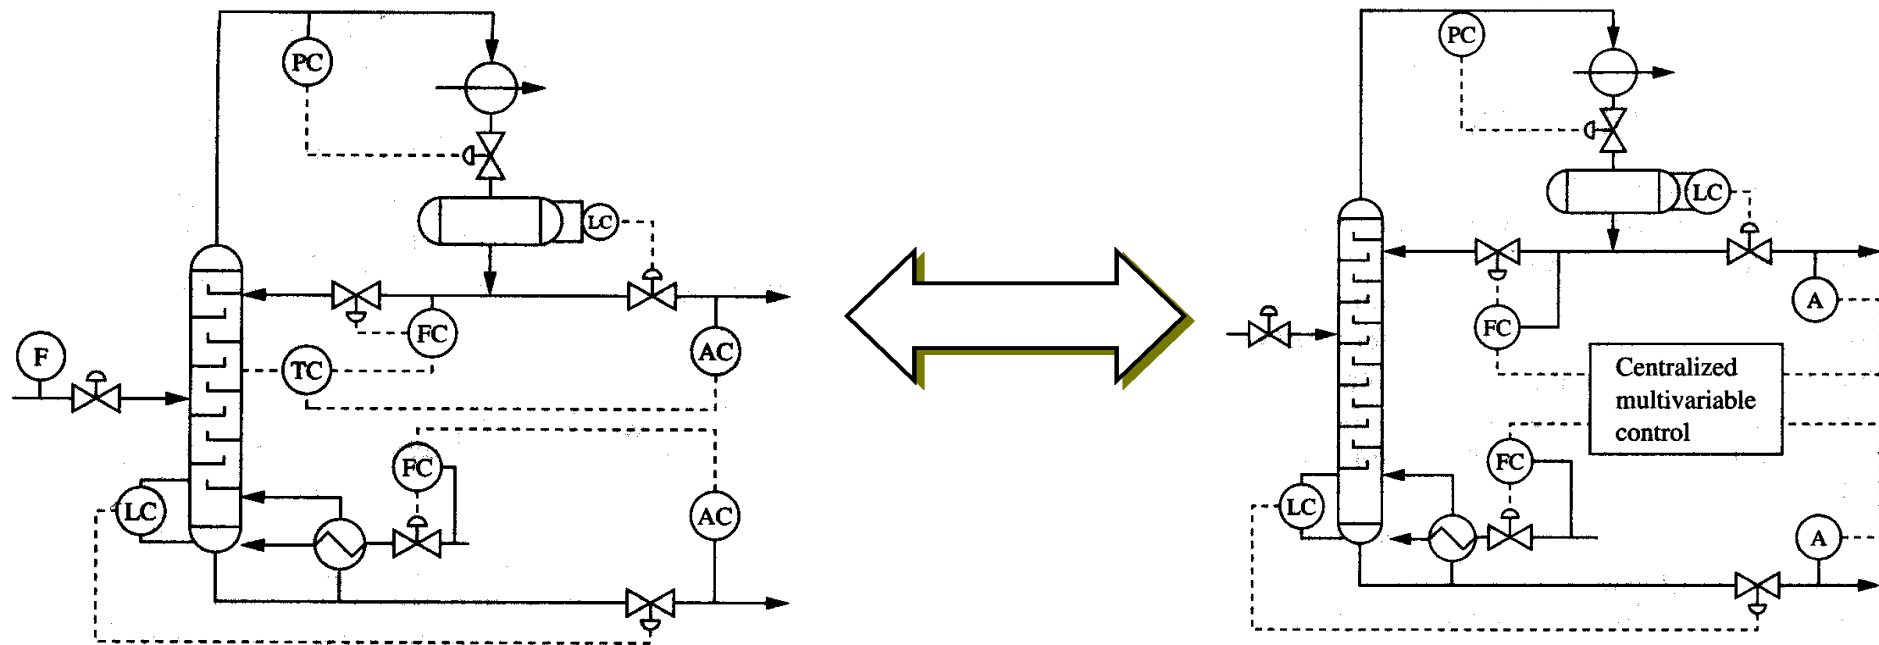 PC
LC
FC
F
TC
AC
FC
LC
AC
PC
LC
A
FC
Centralized
multivariable
control
FC
LC
A